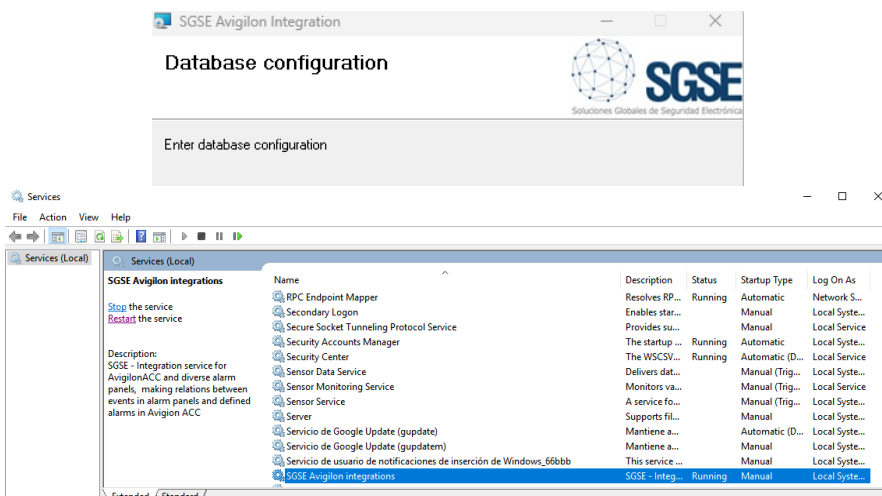 SGSE Avigilon Integration
Database configuration
SGSE
Soluciones Globales de Seguridad Electrónica
Enter database configuration
Services
File Action View Help
Services (Local)
Services (Local)
SGSE Avigilon integrations
Stop the service
Restart the service
Description:
SGSE - Integration service for
AvigilonACC and diverse alarm
panels, making relations between
events in alarm panels and defined
alarms in Avigion ACC
Name Description Status Startup Type Log On As
RPC Endpoint Mapper Resolves RP... Running Automatic Network S...
Secondary Logon Enables star... Manual Local Syste...
Secure Socket Tunneling Protocol Service Provides su... Manual Local Service
Security Accounts Manager The startup ... Running Automatic Local Syste...
Security Center The WSCSV... Running Automatic (D... Local Service
Sensor Data Service Delivers dat... Manual (Trig... Local Syste...
Sensor Monitoring Service Monitors va... Manual (Trig... Local Service
Sensor Service A service fo... Manual (Trig... Local Syste...
Server Supports fil... Manual Local Syste...
Servicio de Google Update (gupdate) Mantiene a... Automatic (D... Local Syste...
Servicio de Google Update (gupdatem) Mantiene a... Manual Local Syste...
Servicio de usuario de notificaciones de inserción de Windows_66bbb This service ... Manual Local Syste...
SGSE Avigilon integrations SGSE - Integ... Running Manual Local Syste...
Extended Standard